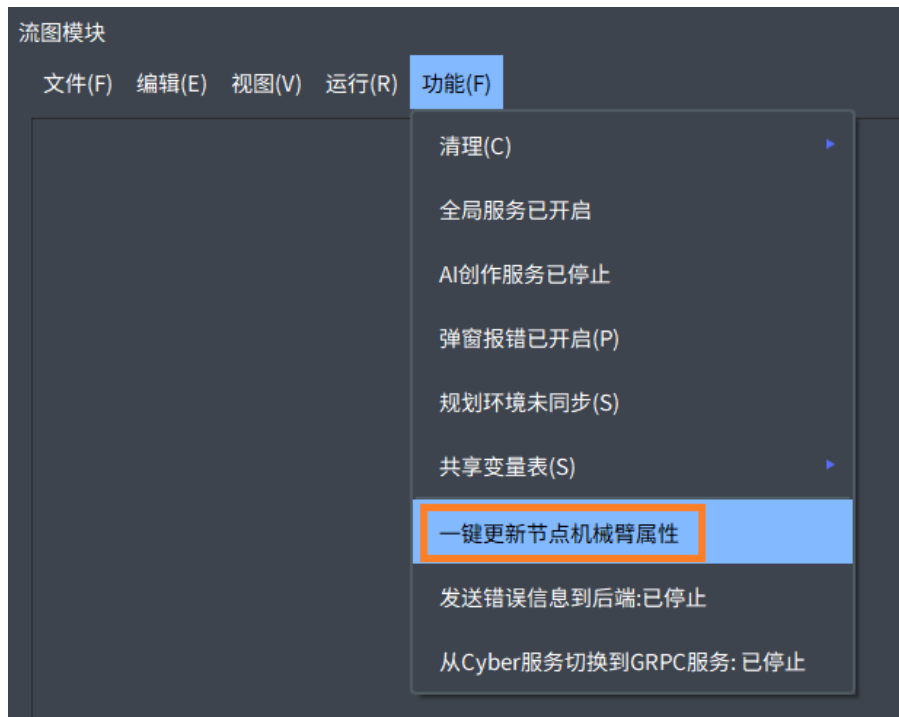 流图模块
文件(F) 编辑(E) 视图(V) 运行(R) 功能(F)
清理(C)
全局服务已开启
AI创作服务已停止
弹窗报错已开启(P)
规划环境未同步(S)
共享变量表(S)
一键更新节点机械臂属性
发送错误信息到后端:已停止
从Cyber服务切换到GRPC服务: 已停止